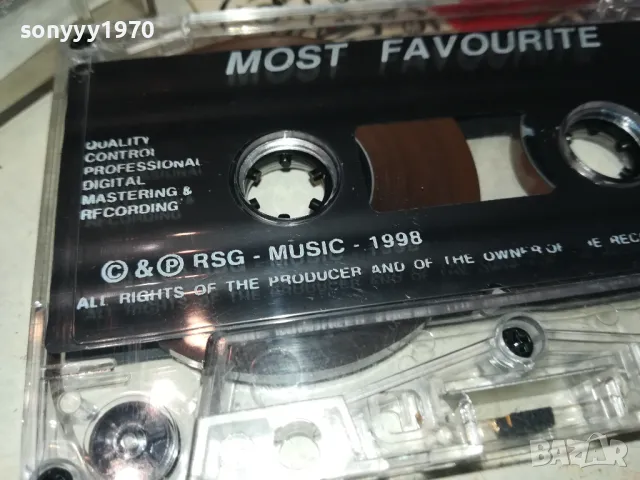 sonyyy1970
MOST FAVOURITE
QUALITY
CONTROL
PROFESSIONAL
DIGITAL
MASTERING &
RECORDING
© & ℗ RSG - MUSIC - 1998
ALL RIGHTS OF THE PRODUCER AND OF THE OWNER OF
BAZAR